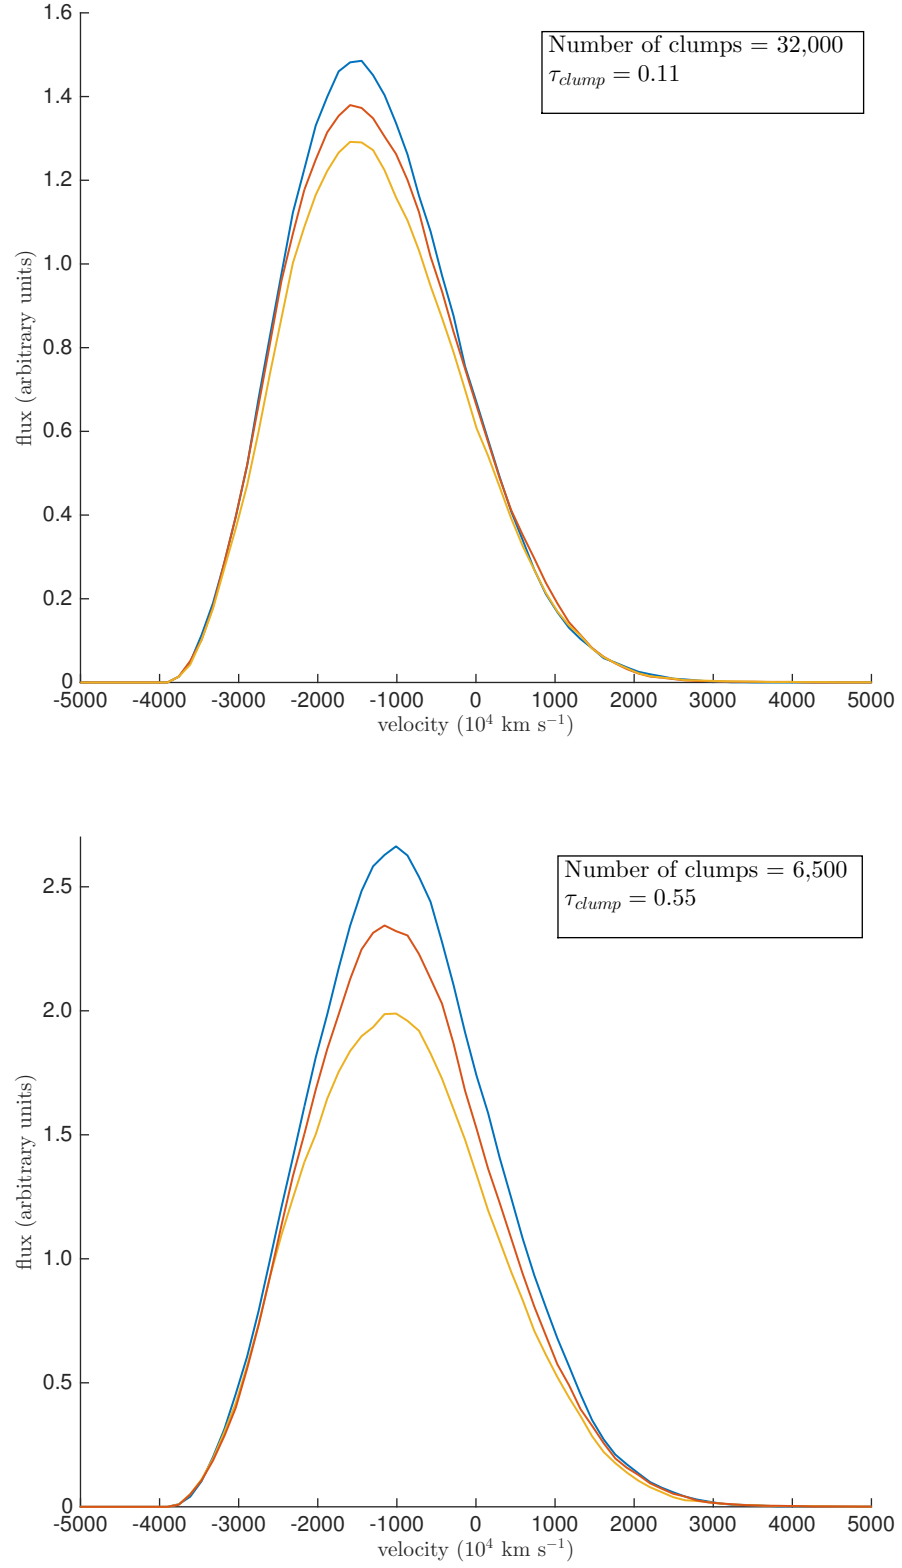 1.6
Number of clumps = 32,000
τclump = 0.11
1.4
1.2
1.0
0.8
0.6
0.4
0.2
0
flux (arbitrary units)
-5000 -4000 -3000 -2000 -1000 0 1000 2000 3000 4000 5000
velocity (10⁴ km s⁻¹)
Number of clumps = 6,500
τclump = 0.55
2.5
2.0
1.5
1.0
0.5
0
flux (arbitrary units)
-5000 -4000 -3000 -2000 -1000 0 1000 2000 3000 4000 5000
velocity (10⁴ km s⁻¹)